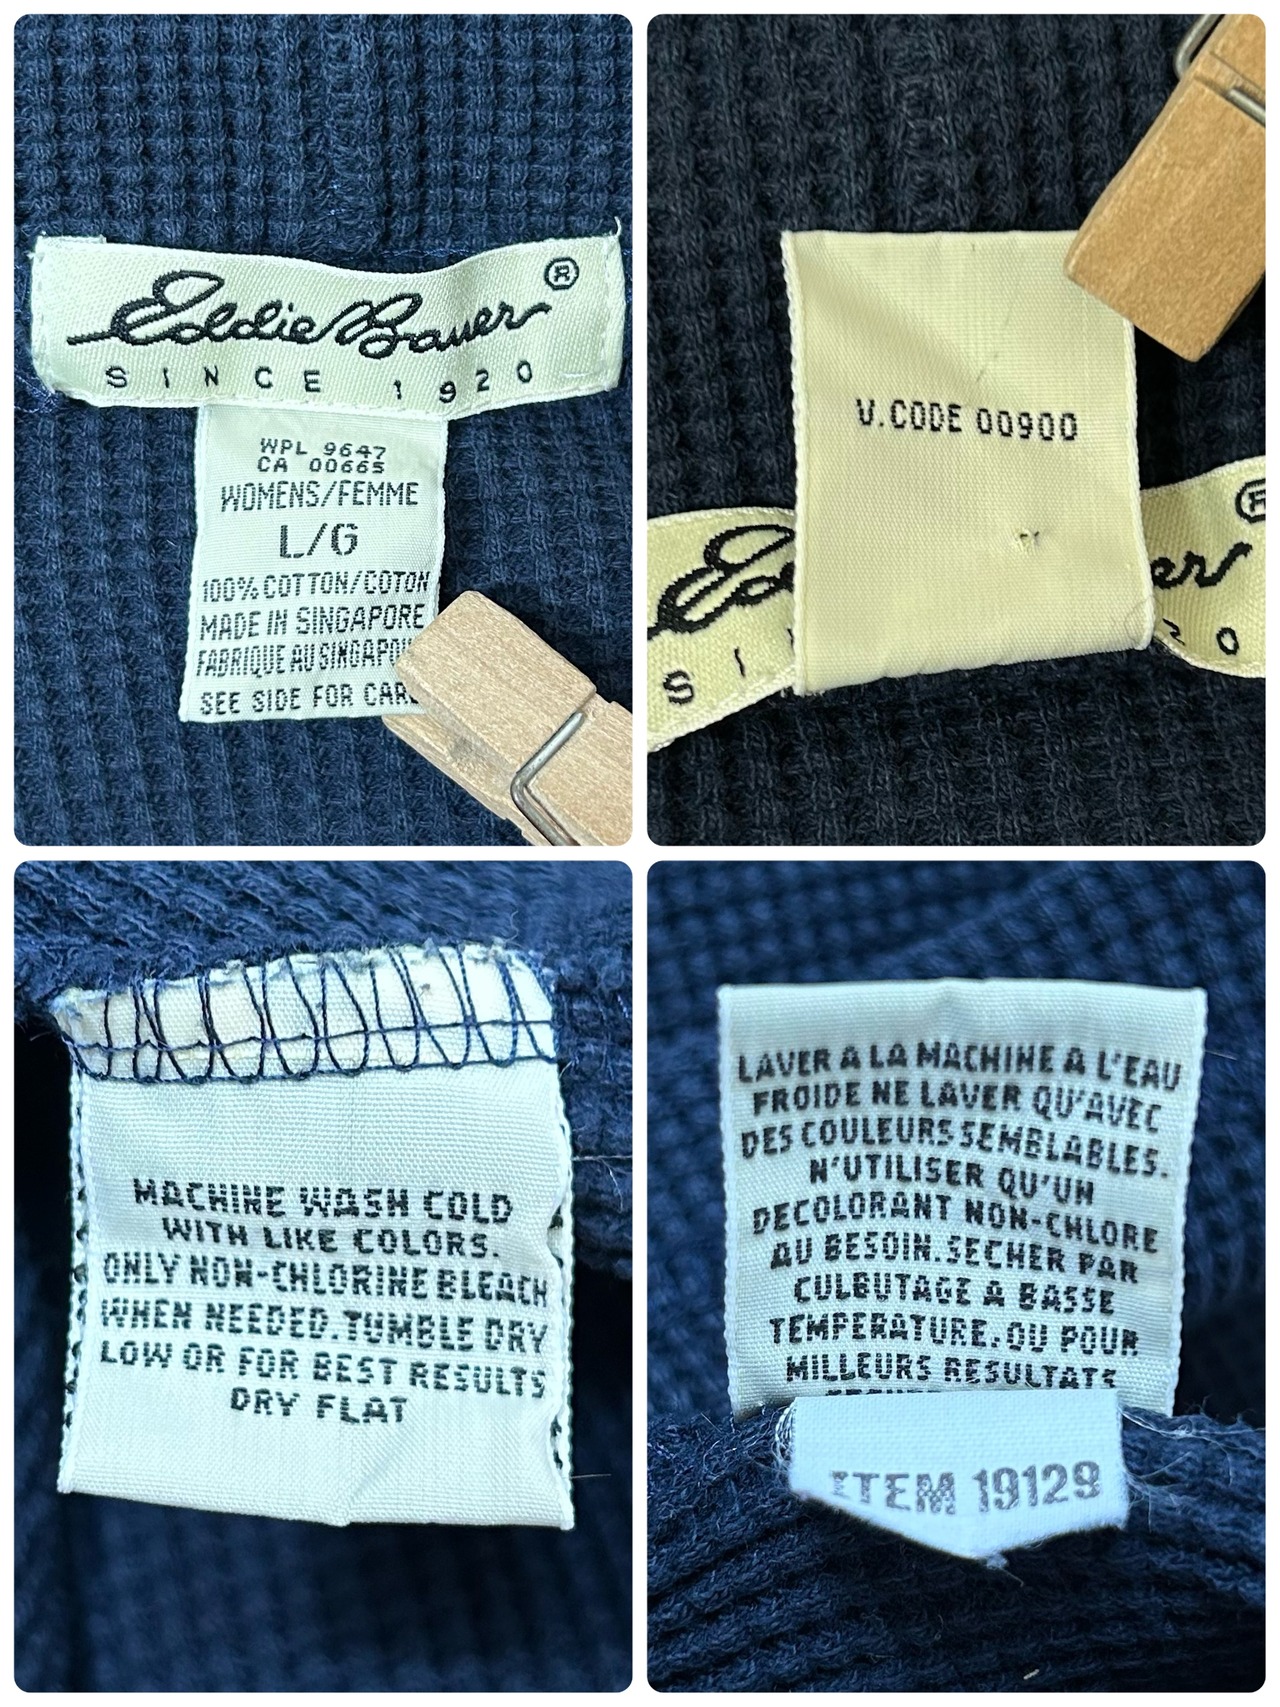 Eddie Bauer ®
SINCE 1920
WPL 9647
CA 00665
WOMENS/FEMME
L/G
100% COTTON/COTON
MADE IN SINGAPORE
FABRIQUE AU SINGAPOU
SEE SIDE FOR CARE
V.CODE 00900
MACHINE WASH COLD
WITH LIKE COLORS.
ONLY NON-CHLORINE BLEACH
WHEN NEEDED. TUMBLE DRY
LOW OR FOR BEST RESULTS
DRY FLAT
LAVER A LA MACHINE A L'EAU
FROIDE NE LAVER QU'AVEC
DES COULEURS SEMBLABLES.
N'UTILISER QU'UN
DECOLORANT NON-CHLORE
AU BESOIN. SECHER PAR
CULBUTAGE A BASSE
TEMPERATURE, OU POUR
MILLEURS RESULTATS
ITEM 19129